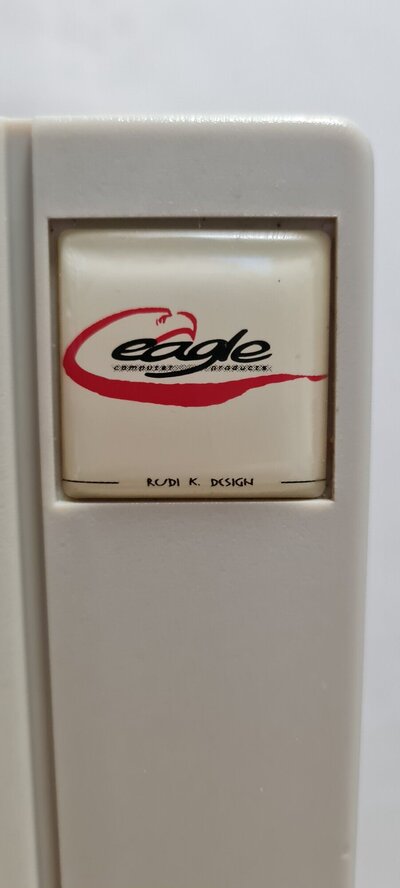 eagle
computer products
RUDI K. DESIGN